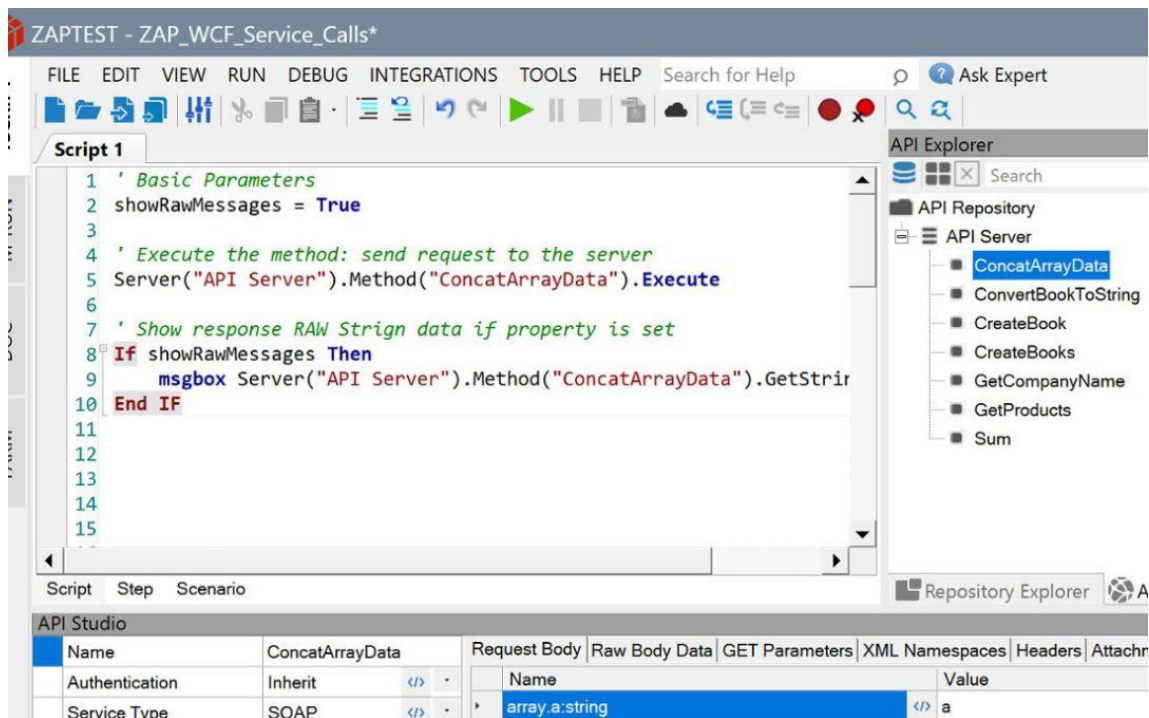 ZAPTEST - ZAP_WCF_Service_Calls*
FILE EDIT VIEW RUN DEBUG INTEGRATIONS TOOLS HELP Search for Help Ask Expert
Script 1
1 ' Basic Parameters
2 showRawMessages = True
3
4 ' Execute the method: send request to the server
5 Server("API Server").Method("ConcatArrayData").Execute
6
7 ' Show response RAW Strign data if property is set
8 If showRawMessages Then
9 msgbox Server("API Server").Method("ConcatArrayData").GetStrin
10 End IF
11
12
13
14
15
Script Step Scenario
API Explorer
Search
API Repository
API Server
ConcatArrayData
ConvertBookToString
CreateBook
CreateBooks
GetCompanyName
GetProducts
Sum
Repository Explorer A
API Studio
Name ConcatArrayData
Authentication Inherit
Service Type SOAP
Request Body Raw Body Data GET Parameters XML Namespaces Headers Attachm
Name Value
array.a:string a